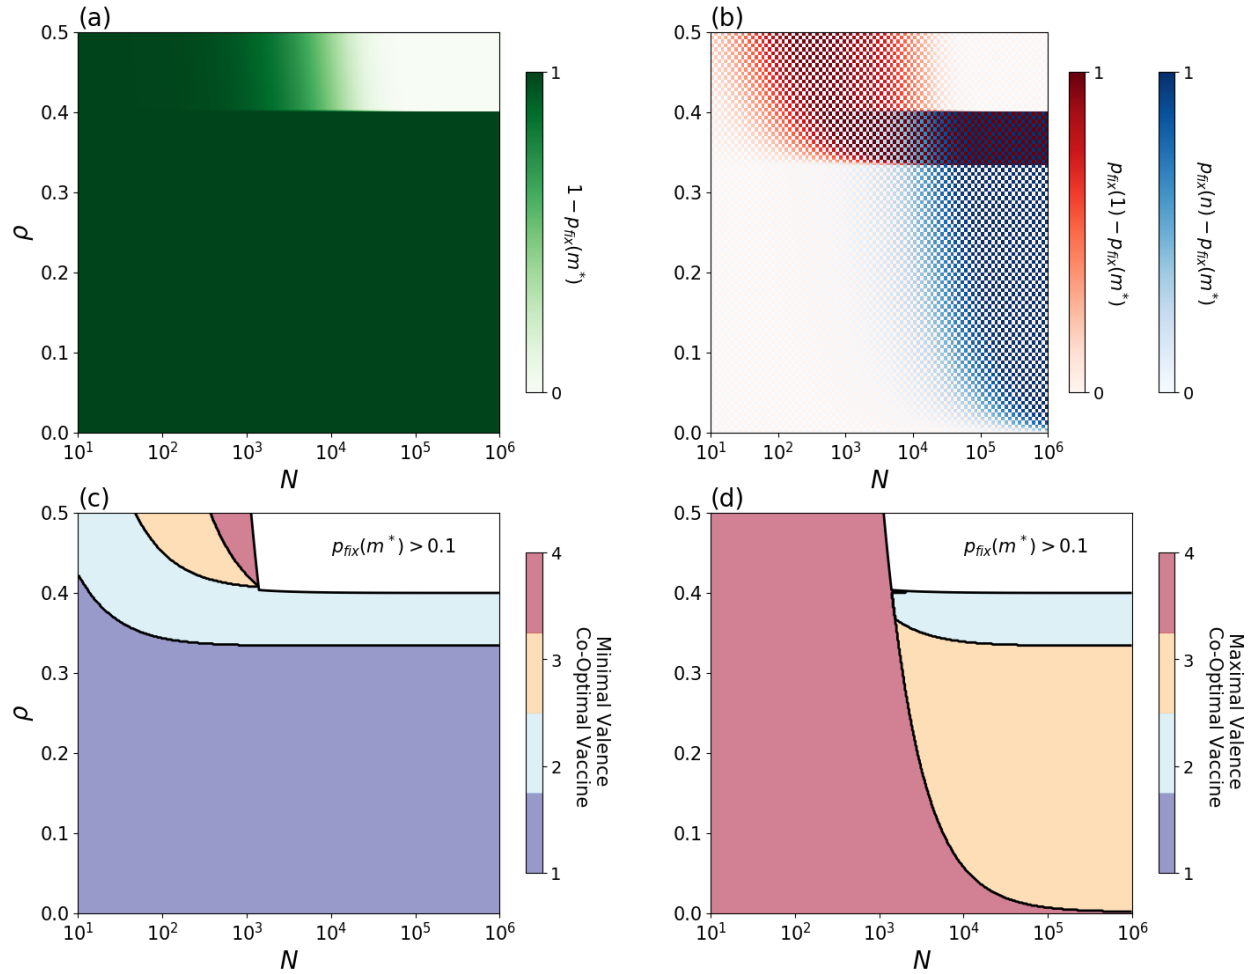 (a)
0.5
0.4
0.3
0.2
0.1
0.0
ρ
10^1 10^2 10^3 10^4 10^5 10^6
N
1
0
1 − p_fix(m*)
(b)
0.5
0.4
0.3
0.2
0.1
0.0
10^1 10^2 10^3 10^4 10^5 10^6
N
1
0
p_fix(1) − p_fix(m*)
1
0
p_fix(n) − p_fix(m*)
(c)
0.5
0.4
0.3
0.2
0.1
0.0
ρ
p_fix(m*) > 0.1
10^1 10^2 10^3 10^4 10^5 10^6
N
4
3
2
1
Minimal Valence
Co-Optimal Vaccine
(d)
0.5
0.4
0.3
0.2
0.1
0.0
p_fix(m*) > 0.1
10^1 10^2 10^3 10^4 10^5 10^6
N
4
3
2
1
Maximal Valence
Co-Optimal Vaccine